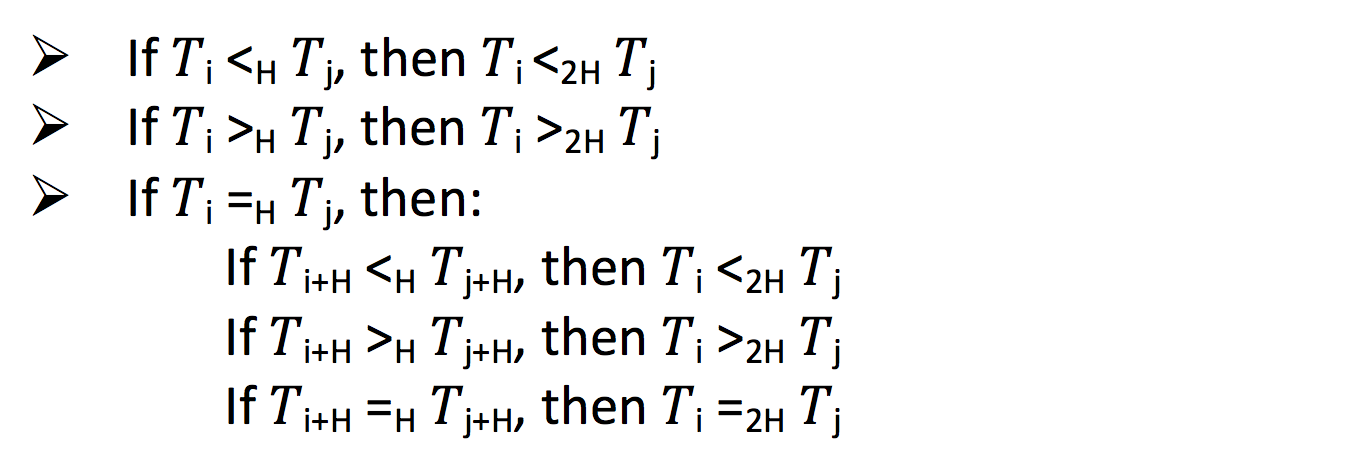 ➢ If Tᵢ <H Tⱼ, then Tᵢ <2H Tⱼ
➢ If Tᵢ >H Tⱼ, then Tᵢ >2H Tⱼ
➢ If Tᵢ =H Tⱼ, then:
If Tᵢ+H <H Tⱼ+H, then Tᵢ <2H Tⱼ
If Tᵢ+H >H Tⱼ+H, then Tᵢ >2H Tⱼ
If Tᵢ+H =H Tⱼ+H, then Tᵢ =2H Tⱼ